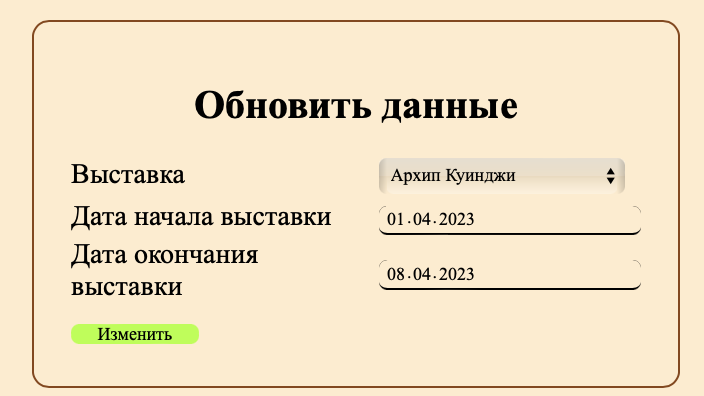 Обновить данные
Выставка
Архип Куинджи
Дата начала выставки
01.04.2023
Дата окончания
выставки
08.04.2023
Изменить